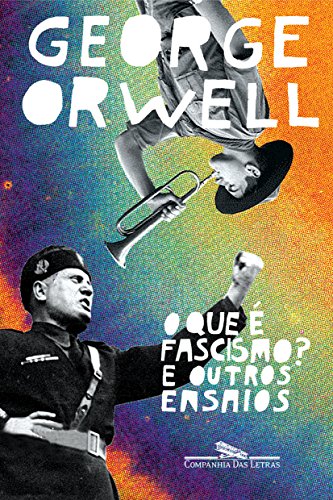 GEORGE
ORWELL
O QUE É
FASCISMO?
E OUTROS
ENSAIOS
COMPANHIA DAS LETRAS